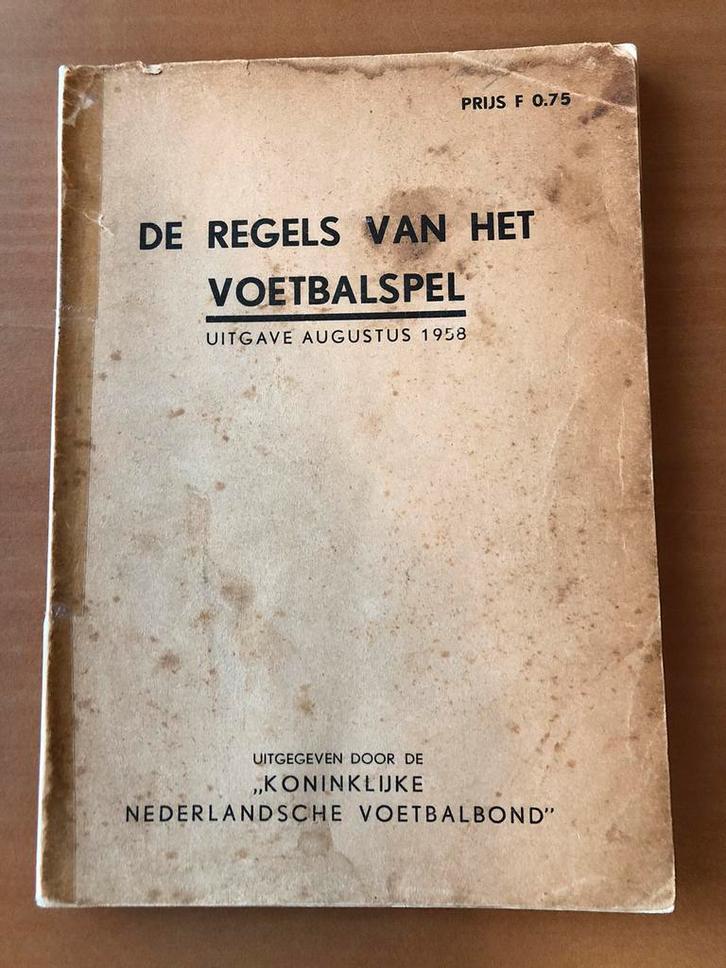 PRIJS F 0.75
DE REGELS VAN HET
VOETBALSPEL
UITGAVE AUGUSTUS 1958
UITGEGEVEN DOOR DE
„KONINKLIJKE
NEDERLANDSCHE VOETBALBOND”